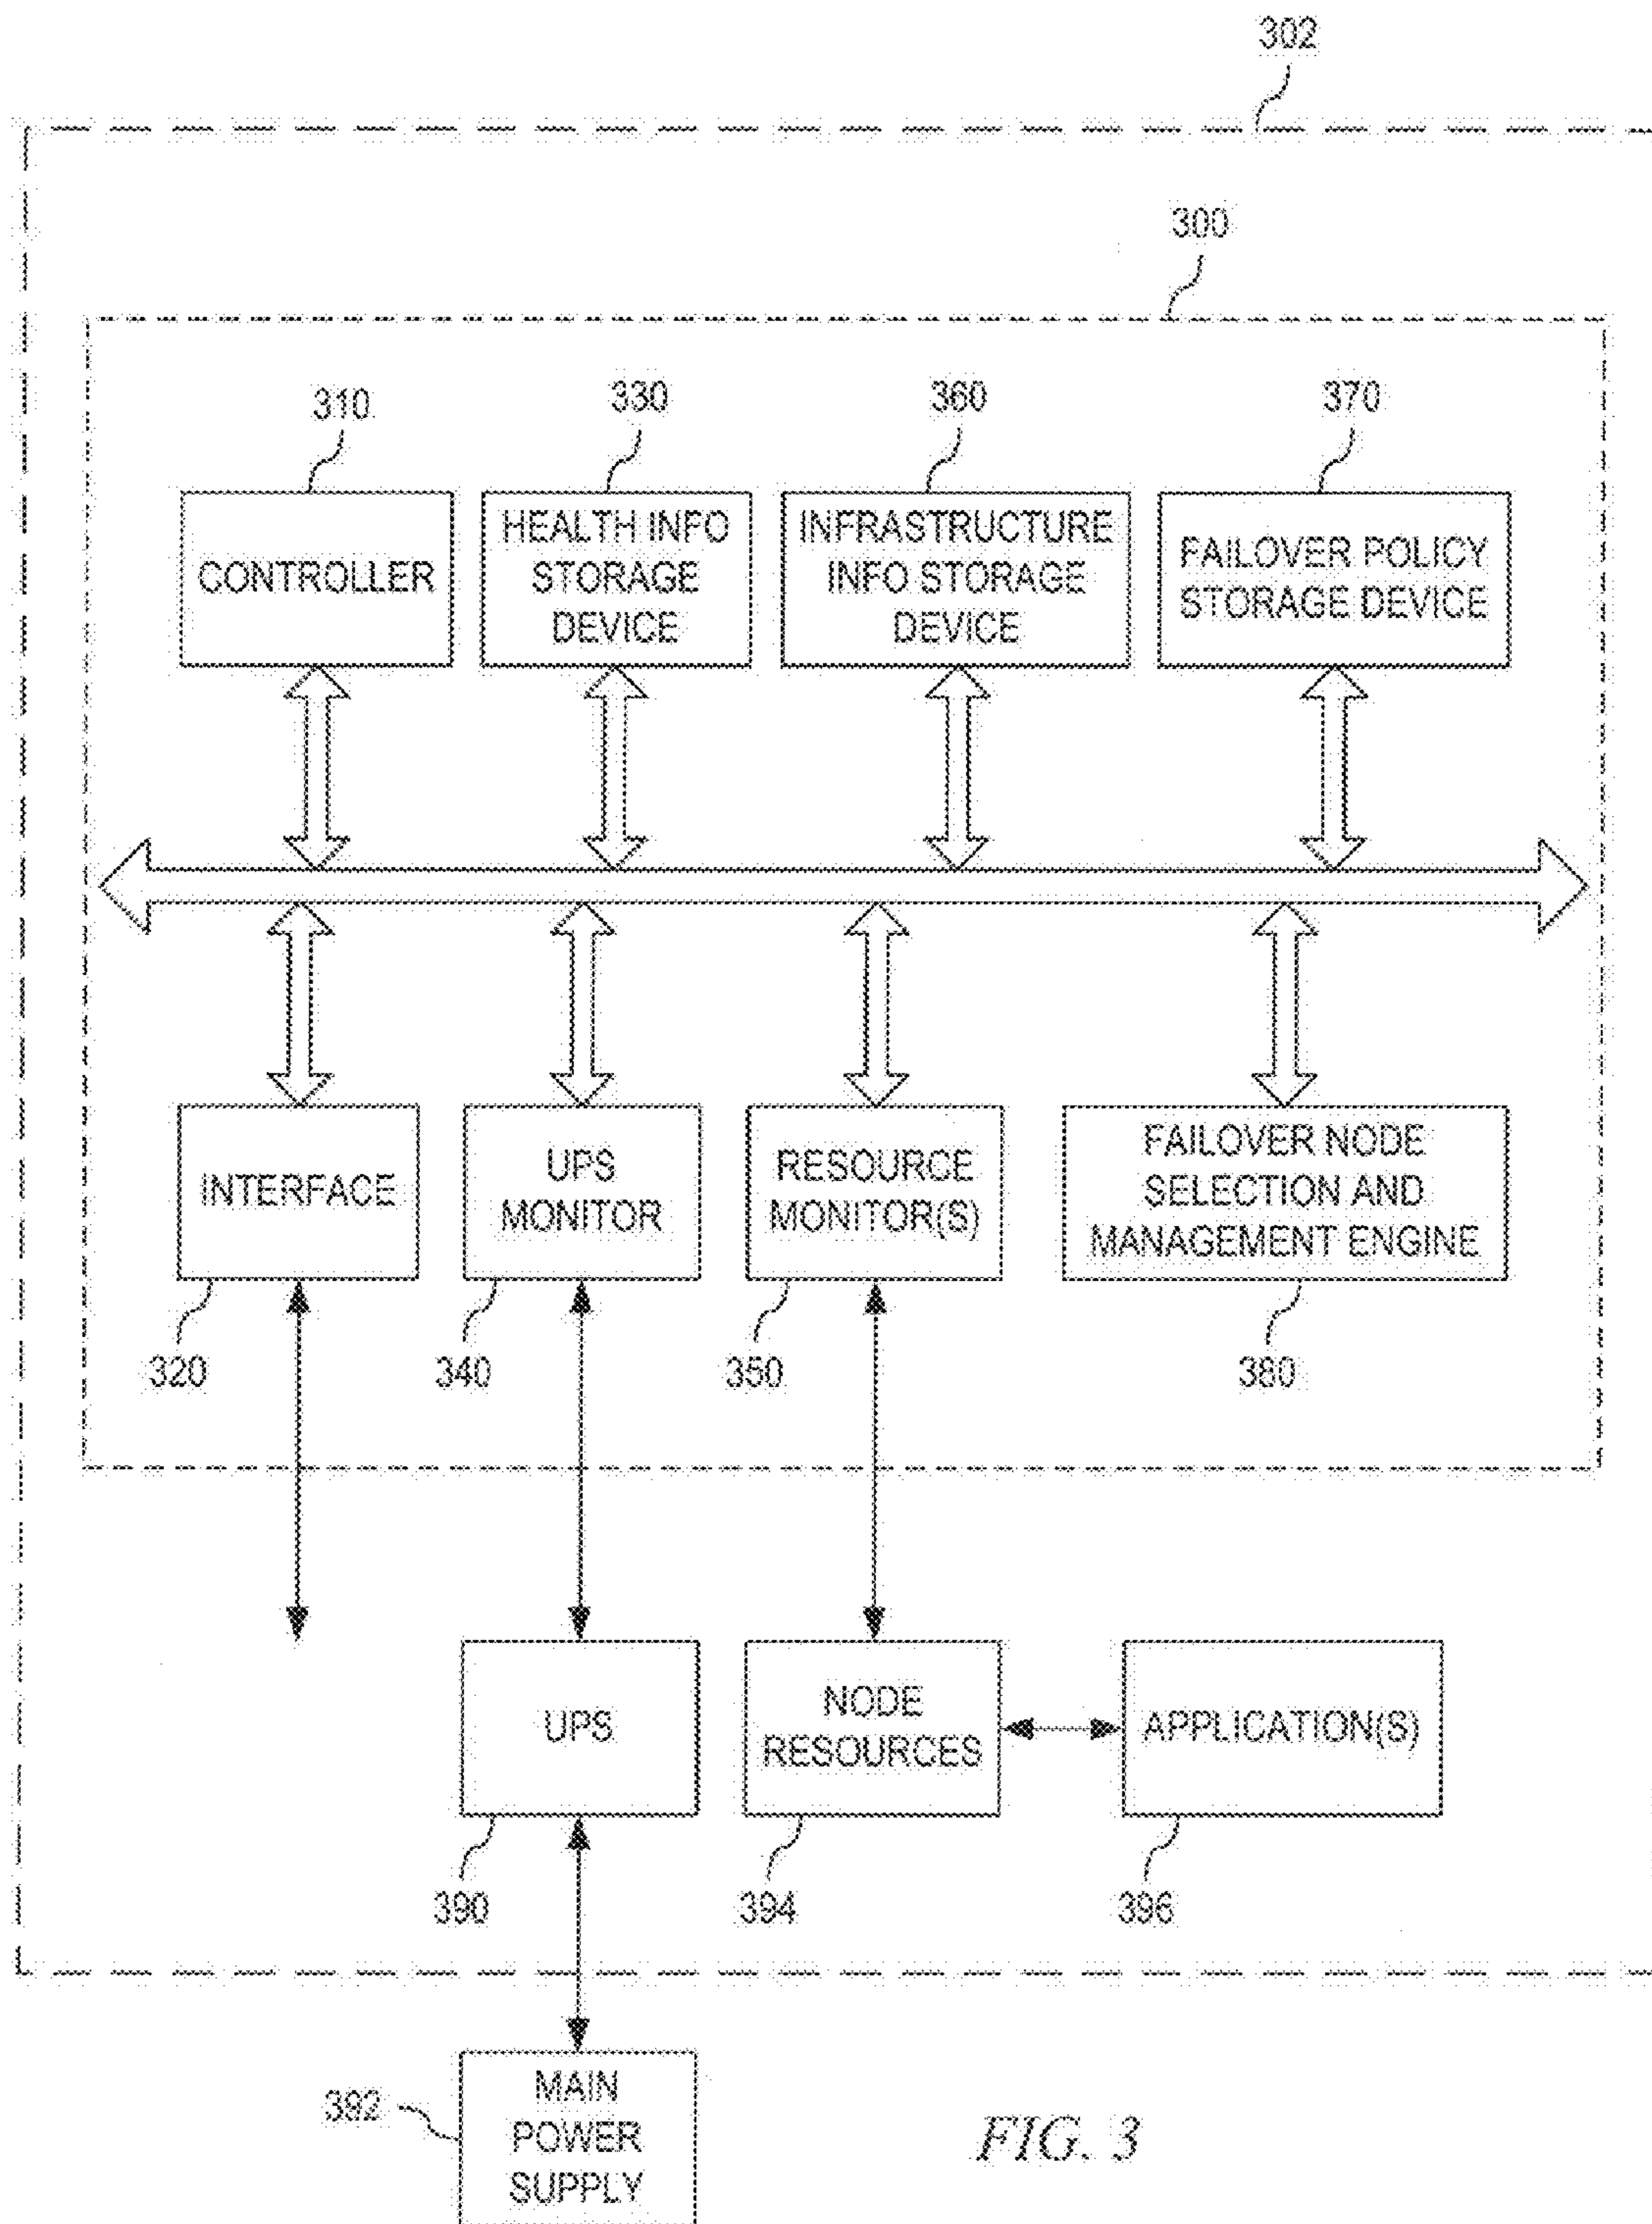 302
300
310
330
360
370
CONTROLLER
HEALTH INFO
STORAGE
DEVICE
INFRASTRUCTURE
INFO STORAGE
DEVICE
FAILOVER POLICY
STORAGE DEVICE
INTERFACE
UPS
MONITOR
RESOURCE
MONITOR(S)
FAILOVER NODE
SELECTION AND
MANAGEMENT ENGINE
320
340
350
380
UPS
NODE
RESOURCES
APPLICATION(S)
390
394
396
392
MAIN
POWER
SUPPLY
FIG. 3